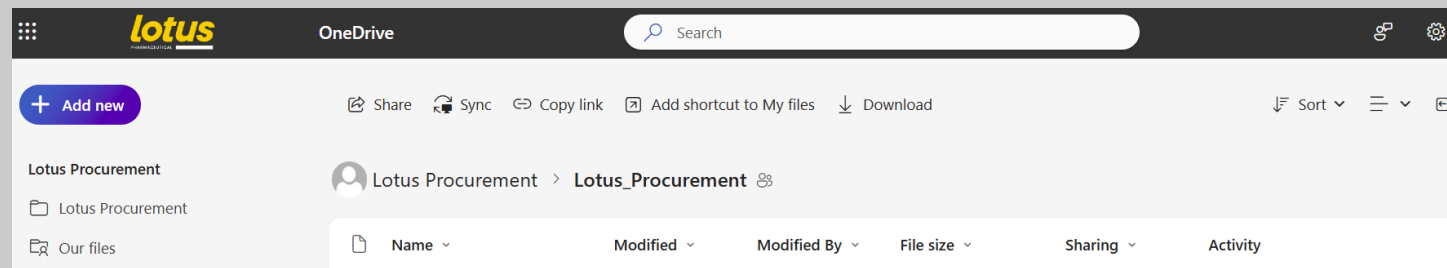 lotus
PHARMACEUTICAL
OneDrive
Search
Add new
Share Sync Copy link Add shortcut to My files Download
Sort
Lotus Procurement
Lotus Procurement > Lotus_Procurement
Lotus Procurement
Our files
Name Modified Modified By File size Sharing Activity